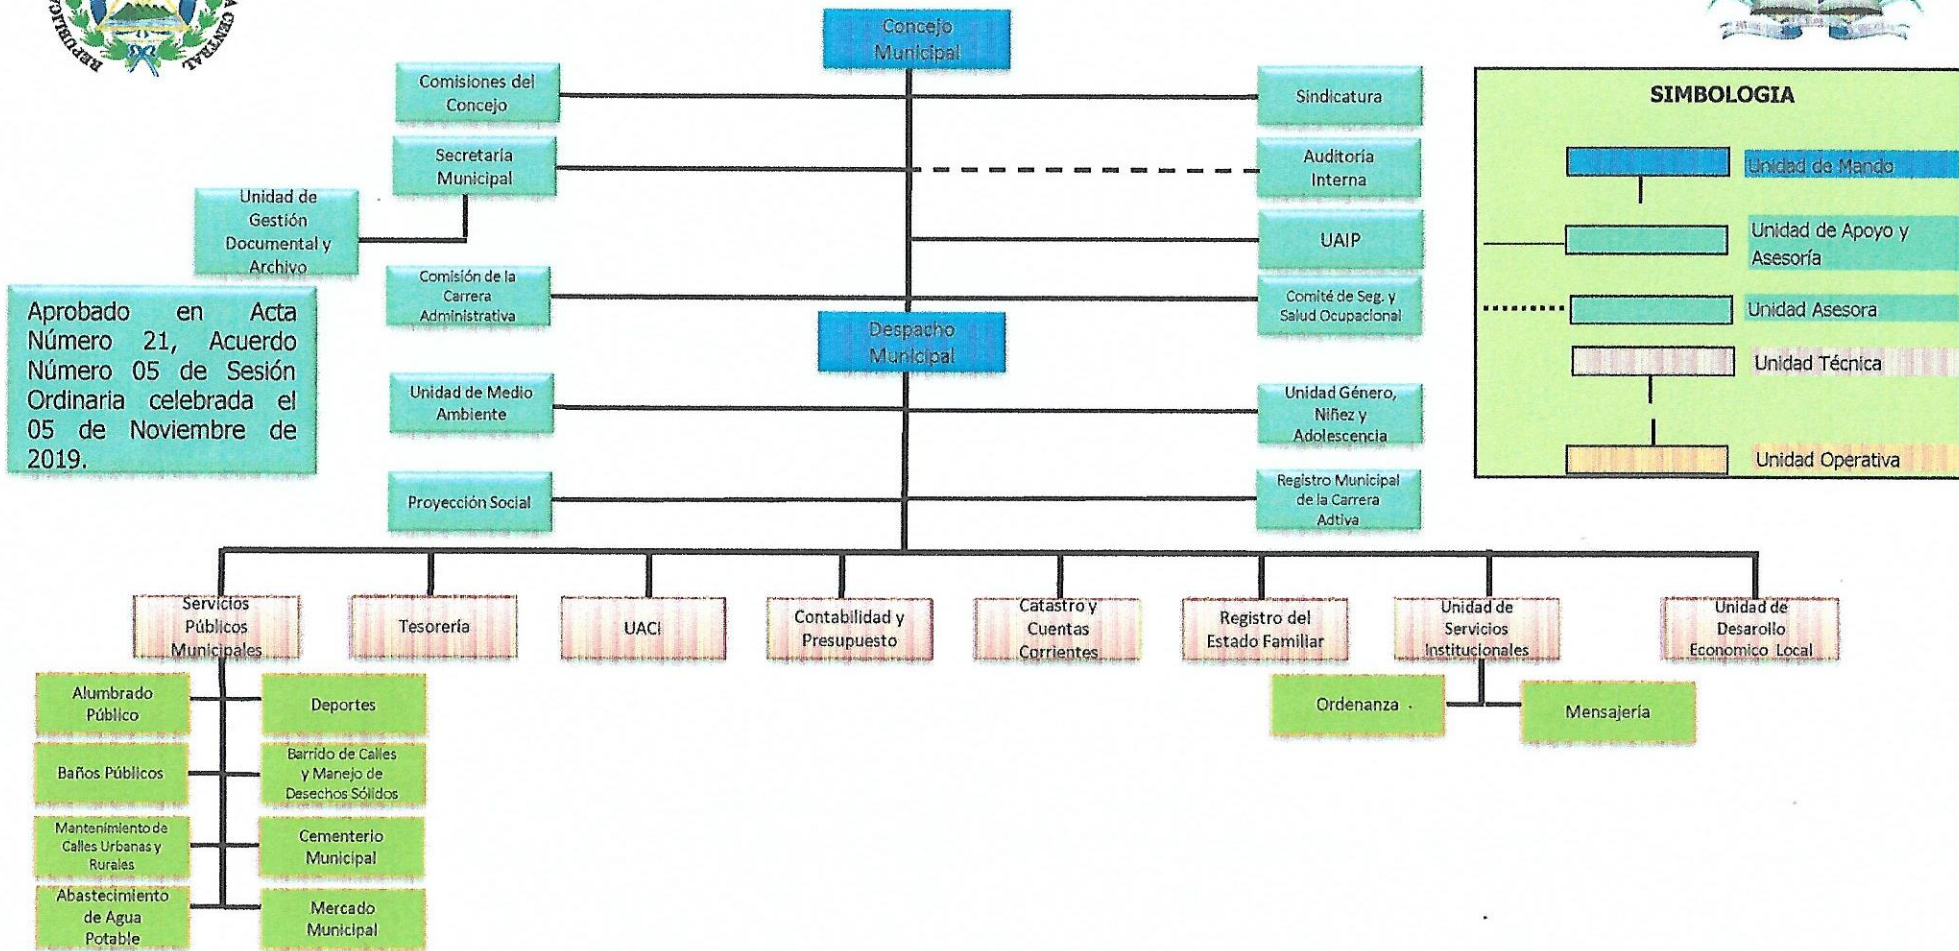 REPUBLICA
A CENTRAL
Concejo
Municipal
Comisiones del
Concejo
Sindicatura
Secretaría
Municipal
Auditoría
Interna
Unidad de
Gestión
Documental y
Archivo
UAIP
Comisión de la
Carrera
Administrativa
Comité de Seg. y
Salud Ocupacional
Aprobado en Acta
Número 21, Acuerdo
Número 05 de Sesión
Ordinaria celebrada el
05 de Noviembre de
2019.
Despacho
Municipal
Unidad de Medio
Ambiente
Unidad Género,
Niñez y
Adolescencia
Proyección Social
Registro Municipal
de la Carrera
Adtiva
SIMBOLOGIA
Unidad de Mando
Unidad de Apoyo y
Asesoría
Unidad Asesora
Unidad Técnica
Unidad Operativa
Servicios
Públicos
Municipales
Tesorería
UACI
Contabilidad y
Presupuesto
Catastro y
Cuentas
Corrientes
Registro del
Estado Familiar
Unidad de
Servicios
Institucionales
Unidad de
Desarollo
Economico Local
Alumbrado
Público
Deportes
Baños Públicos
Barrido de Calles
y Manejo de
Desechos Sólidos
Mantenimiento de
Calles Urbanas y
Rurales
Cementerio
Municipal
Abastecimiento
de Agua
Potable
Mercado
Municipal
Ordenanza
Mensajería